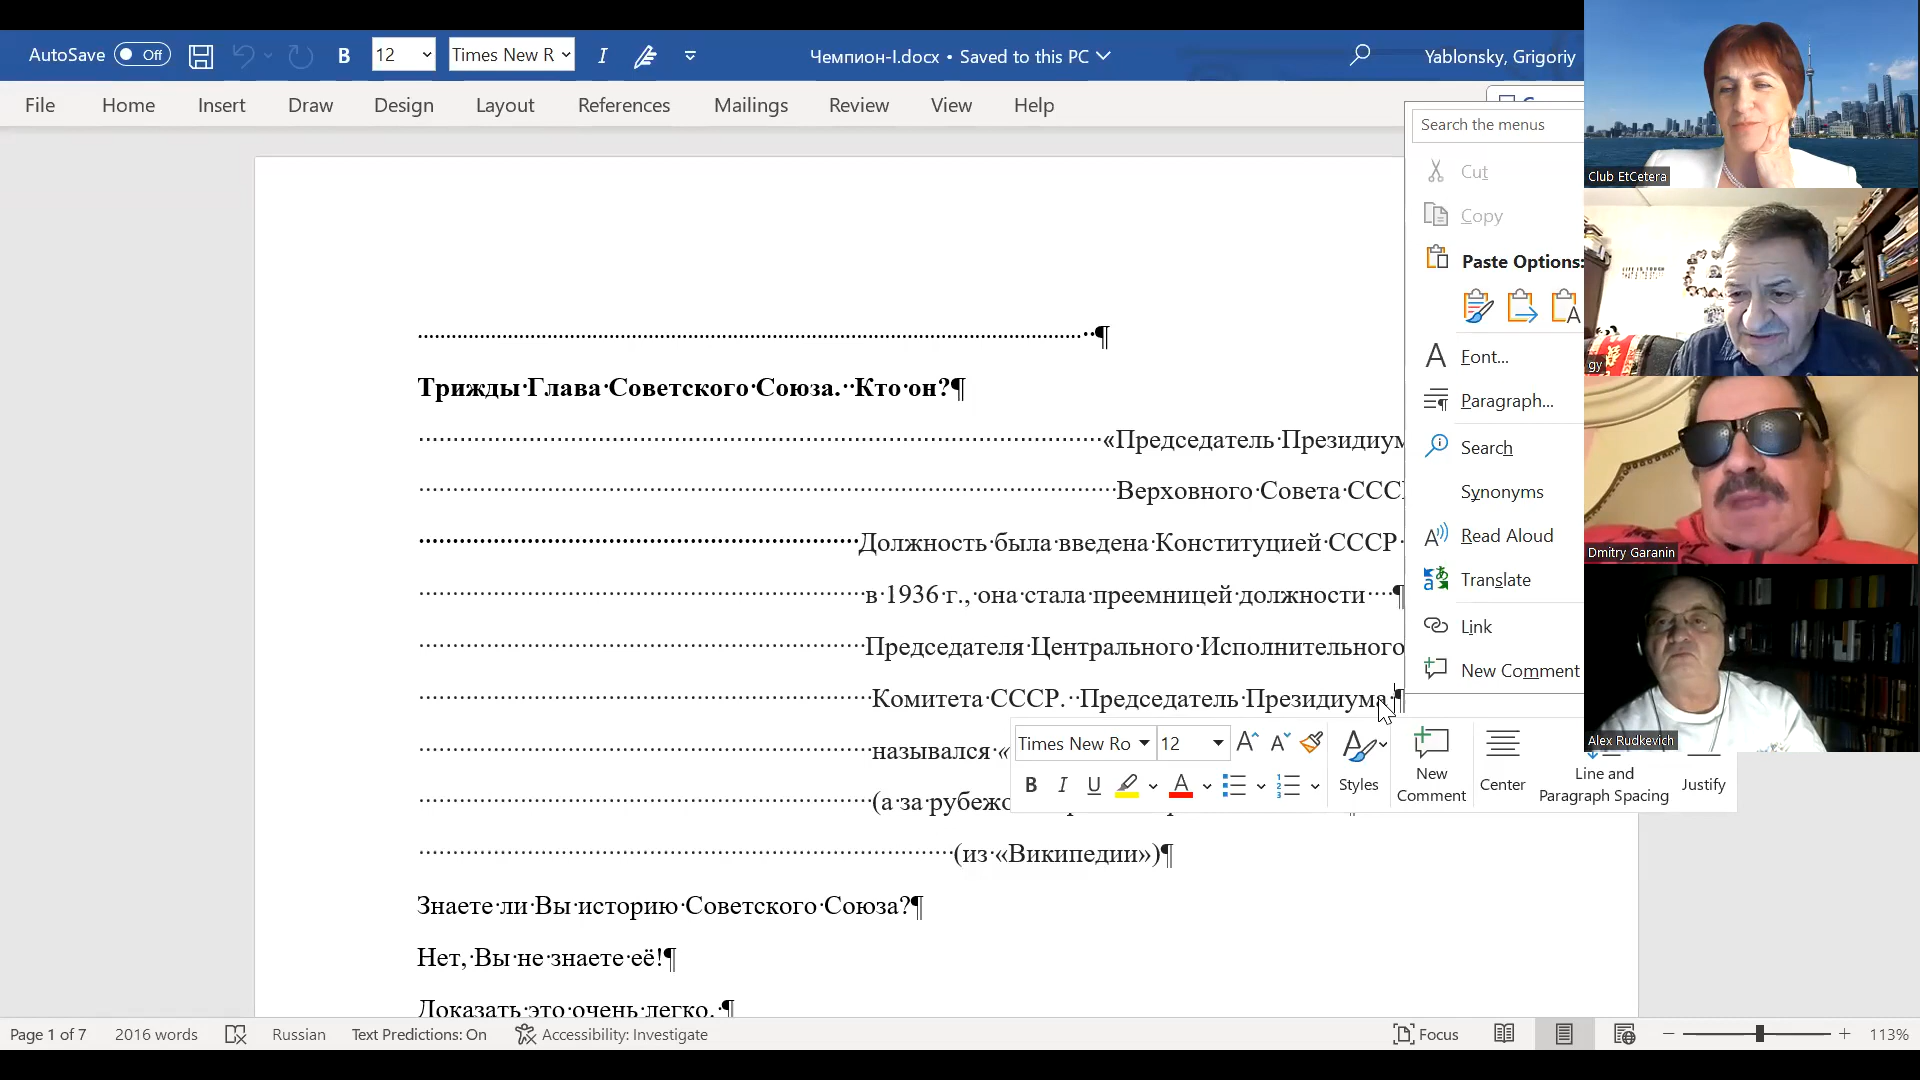 AutoSave Off B 12 Times New R I Чемпион-I.docx • Saved to this PC Yablonsky, Grigoriy
File Home Insert Draw Design Layout References Mailings Review View Help
Search the menus
Cut
Copy
Paste Options:
Font...
Paragraph...
Search
Synonyms
Read Aloud
Translate
Link
New Comment
Трижды Глава Советского Союза. Кто он?¶
«Председатель Президиум
Верховного Совета СССР
Должность была введена Конституцией СССР
в 1936 г., она стала преемницей должности ¶
Председателя Центрального Исполнительного
Комитета СССР. Председатель Президиума ¶
назывался «
(а за рубежо
(из «Википедии»)¶
Знаете ли Вы историю Советского Союза?¶
Нет, Вы не знаете её!¶
Доказать это очень легко. ¶
Times New Ro 12
B I U
Styles
New Comment
Center
Line and Paragraph Spacing
Justify
Club EtCetera
gy
Dmitry Garanin
Alex Rudkevich
Page 1 of 7 2016 words Russian Text Predictions: On Accessibility: Investigate Focus 113%